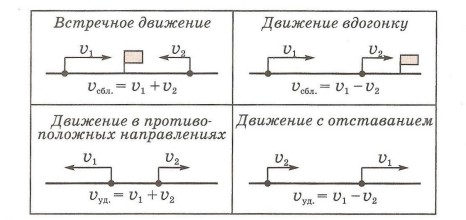 Встречное движение
v₁ v₂
vсбл. = v₁ + v₂
Движение вдогонку
v₁ v₂
vсбл. = v₁ − v₂
Движение в противо-
положных направлениях
v₁ v₂
vуд. = v₁ + v₂
Движение с отставанием
v₂ v₁
vуд. = v₁ − v₂